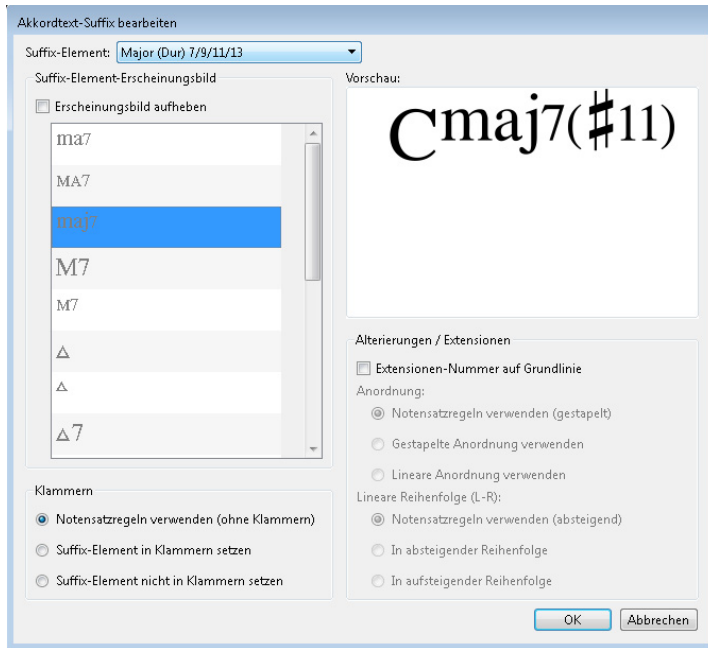 Akkordtext-Suffix bearbeiten
Suffix-Element: Major (Dur) 7/9/11/13
Suffix-Element-Erscheinungsbild
Erscheinungsbild aufheben
ma7
MA7
maj7
M7
M7
△
△
△7
Klammern
Notensatzregeln verwenden (ohne Klammern)
Suffix-Element in Klammern setzen
Suffix-Element nicht in Klammern setzen
Vorschau:
Cmaj7(♯11)
Alterierungen / Extensionen
Extensionen-Nummer auf Grundlinie
Anordnung:
Notensatzregeln verwenden (gestapelt)
Gestapelte Anordnung verwenden
Lineare Anordnung verwenden
Lineare Reihenfolge (L-R):
Notensatzregeln verwenden (absteigend)
In absteigender Reihenfolge
In aufsteigender Reihenfolge
OK Abbrechen